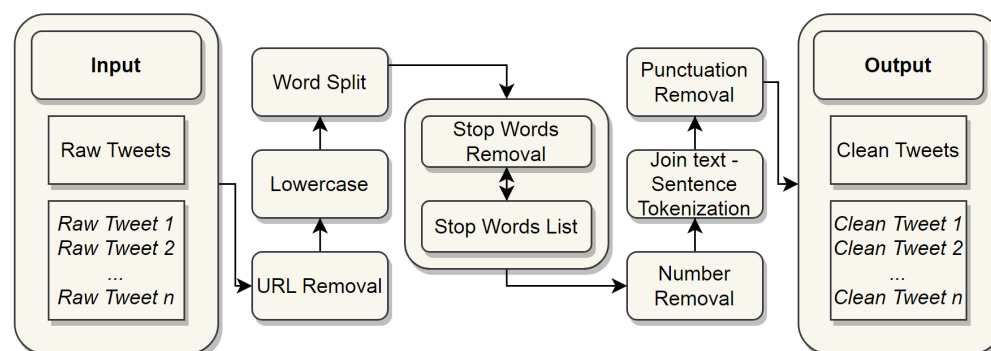 Input
Raw Tweets
Raw Tweet 1
Raw Tweet 2
...
Raw Tweet n
Word Split
Lowercase
URL Removal
Stop Words
Removal
Stop Words List
Punctuation
Removal
Join text -
Sentence
Tokenization
Number
Removal
Output
Clean Tweets
Clean Tweet 1
Clean Tweet 2
...
Clean Tweet n